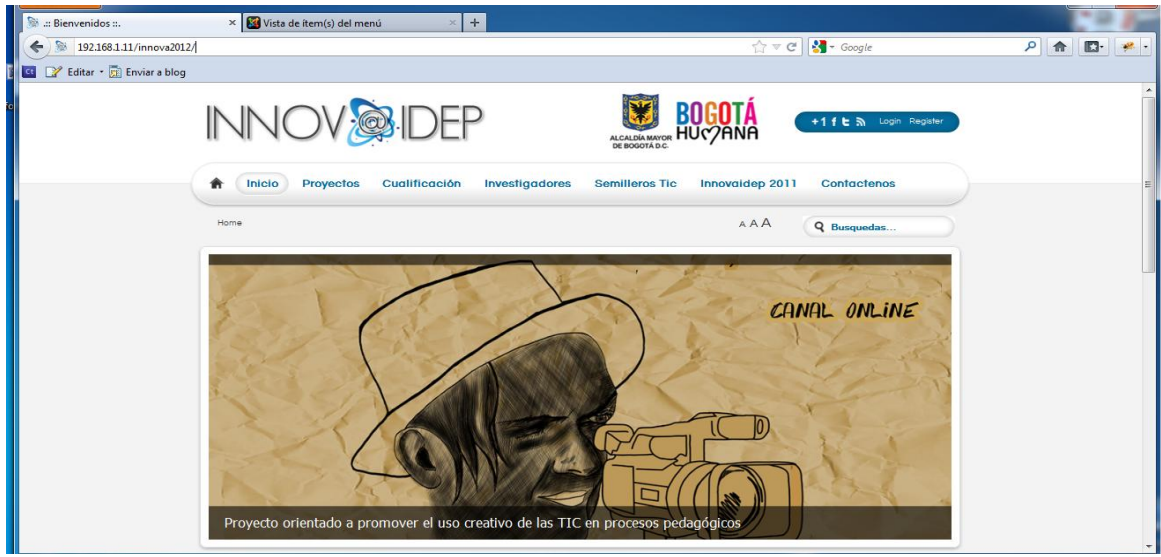 .:: Bienvenidos ::.
Vista de ítem(s) del menú
192.168.1.11/innova2012/
Google
Ct Editar Enviar a blog
INNOV@IDEP
ALCALDÍA MAYOR
DE BOGOTÁ D.C.
BOGOTÁ
HUMANA
+1 f t Login Register
Inicio Proyectos Cualificación Investigadores Semilleros Tic Innovaidep 2011 Contactenos
Home
A A A
Busquedas...
CANAL ONLINE
Proyecto orientado a promover el uso creativo de las TIC en procesos pedagógicos